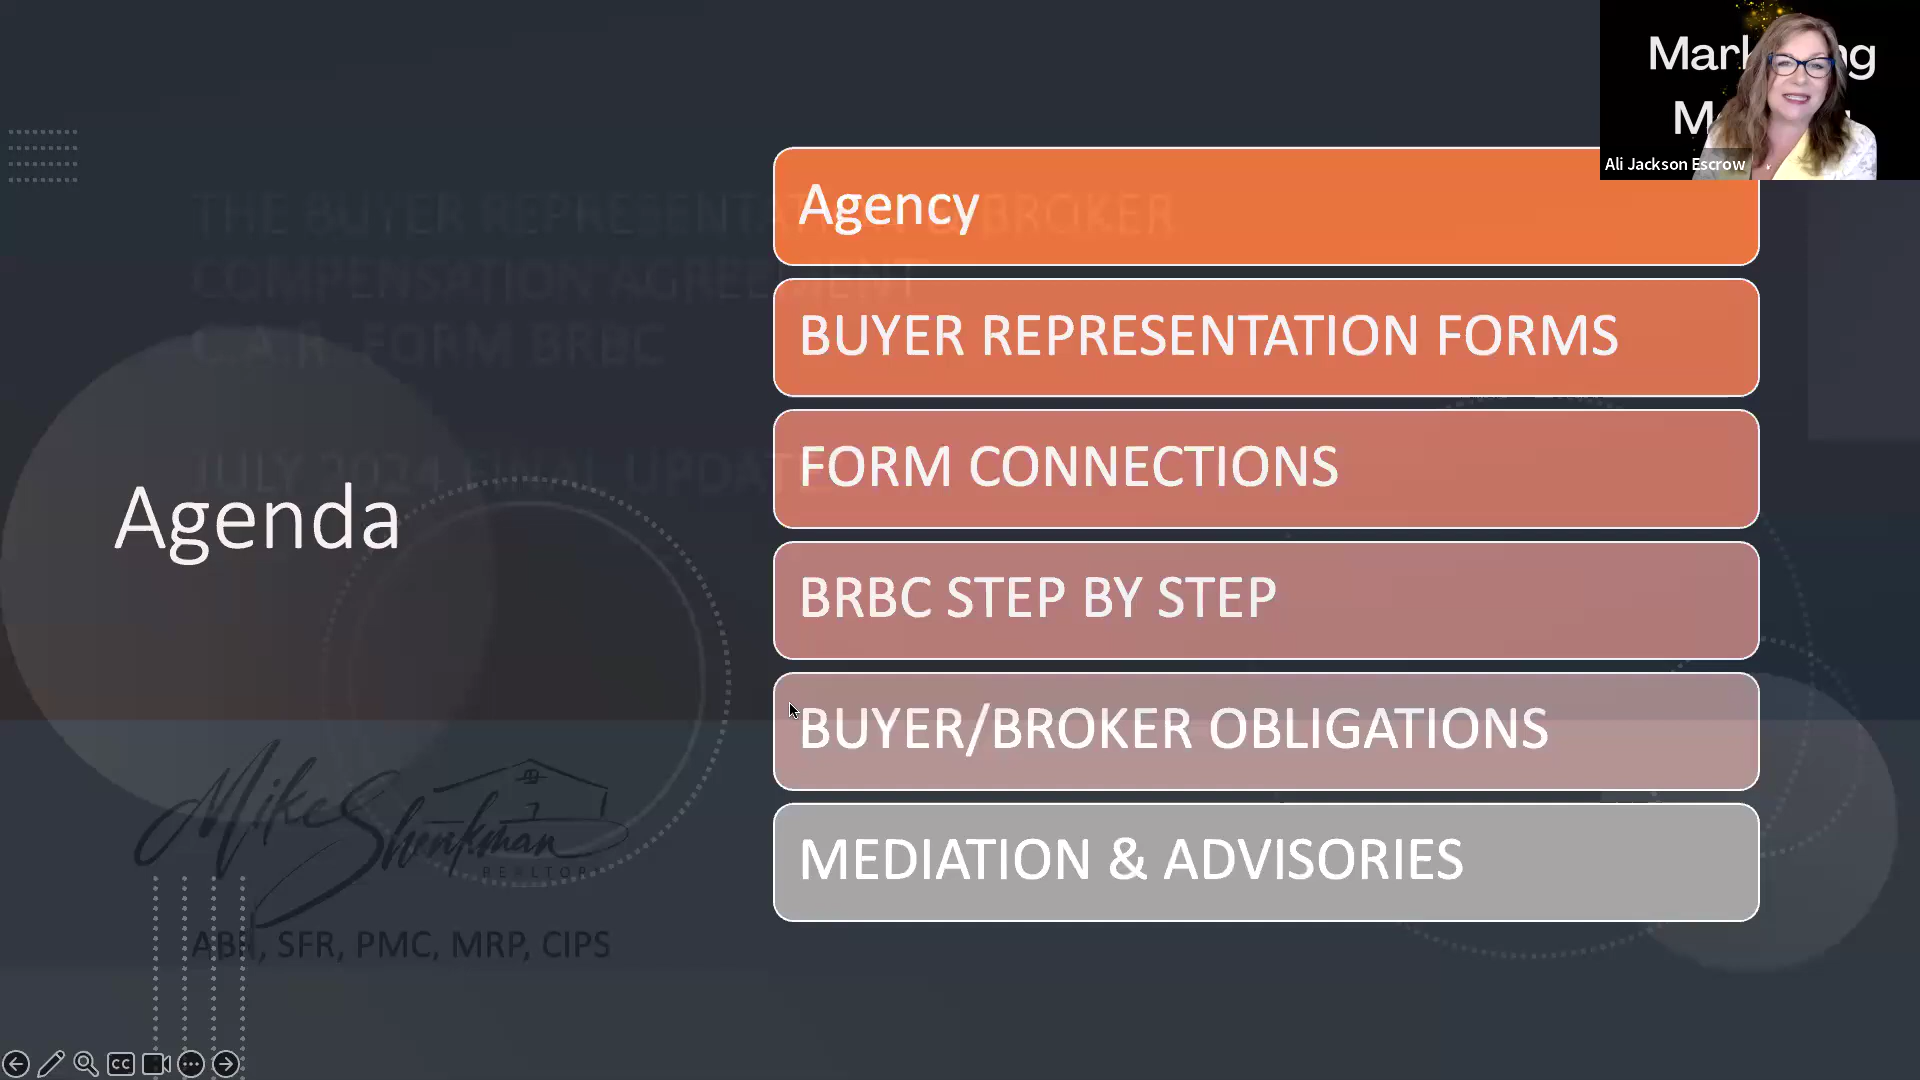 Marketing
Ali Jackson Escrow
Agency
THE BUYER REPRESENTATION & BROKER
COMPENSATION AGREEMENT
C.A.R. FORM BRBC
JULY 2024 FINAL UPDATE
Agenda
BUYER REPRESENTATION FORMS
FORM CONNECTIONS
BRBC STEP BY STEP
BUYER/BROKER OBLIGATIONS
MEDIATION & ADVISORIES
Mike Shenkman
REALTOR
ABR, SFR, PMC, MRP, CIPS
CC